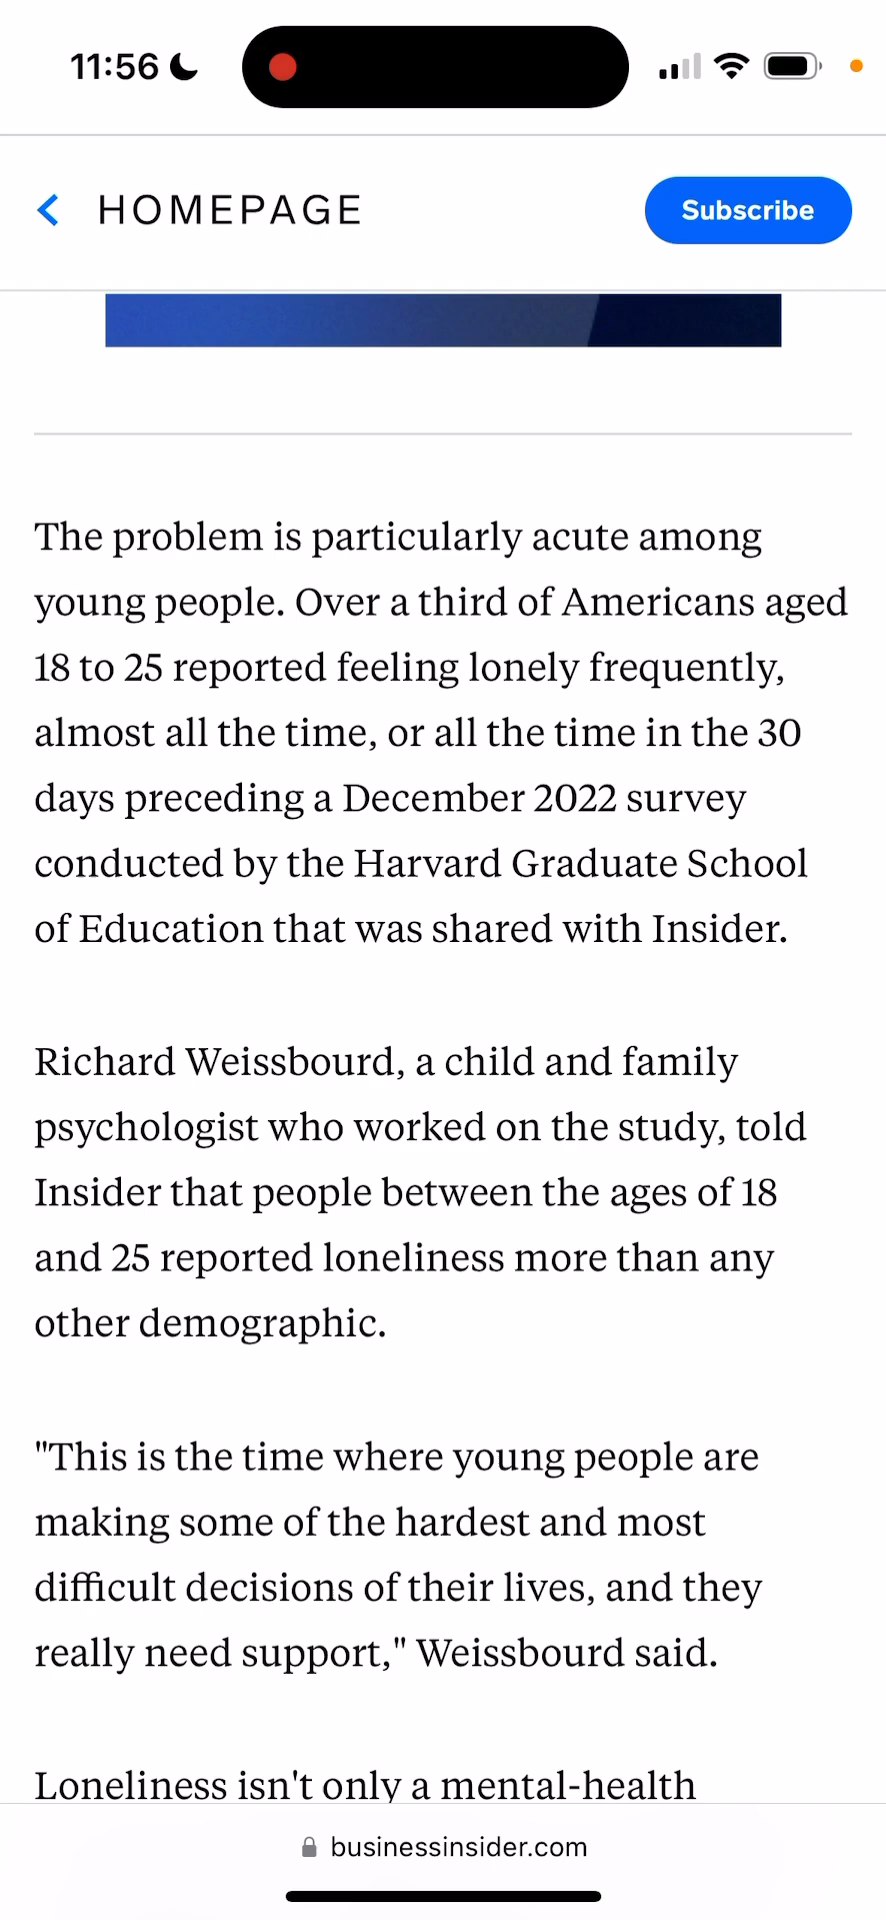 11:56
HOMEPAGE
Subscribe
The problem is particularly acute among
young people. Over a third of Americans aged
18 to 25 reported feeling lonely frequently,
almost all the time, or all the time in the 30
days preceding a December 2022 survey
conducted by the Harvard Graduate School
of Education that was shared with Insider.
Richard Weissbourd, a child and family
psychologist who worked on the study, told
Insider that people between the ages of 18
and 25 reported loneliness more than any
other demographic.
"This is the time where young people are
making some of the hardest and most
difficult decisions of their lives, and they
really need support," Weissbourd said.
Loneliness isn't only a mental-health
businessinsider.com